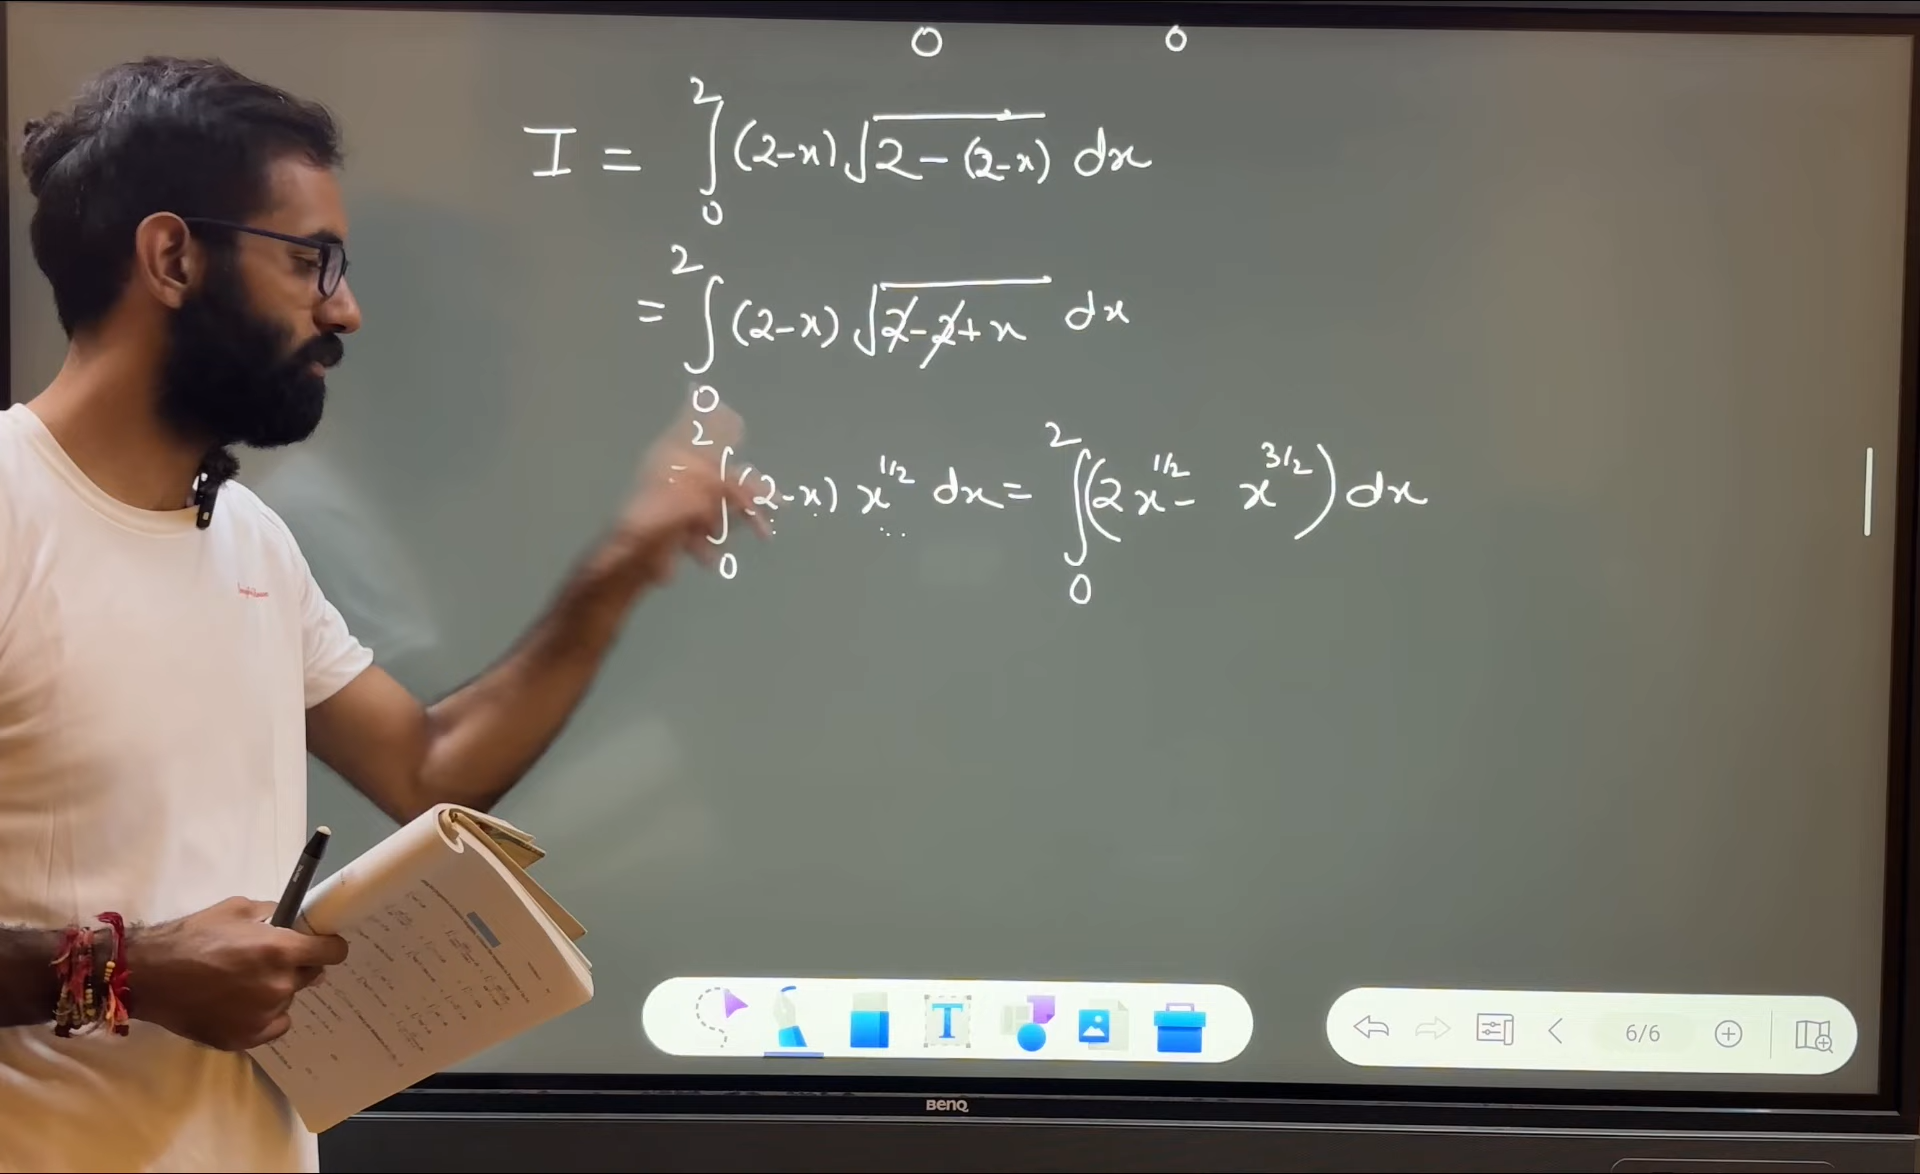 0 0
I = ∫₀² (2-x) √(2-(2-x)) dx
= ∫₀² (2-x) √(2-2+x) dx
= ∫₀² (2-x) x^1/2 dx = ∫₀² (2x^1/2 - x^3/2) dx
T
6/6
BenQ